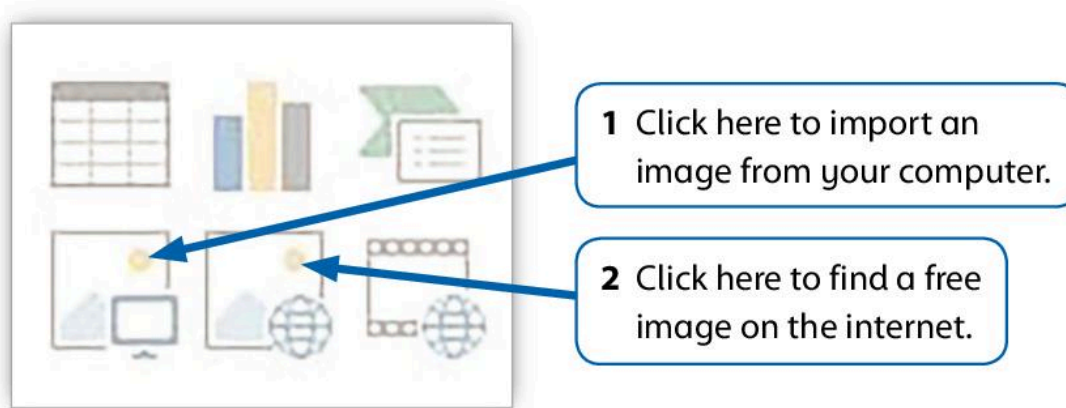 1 Click here to import an
image from your computer.
2 Click here to find a free
image on the internet.